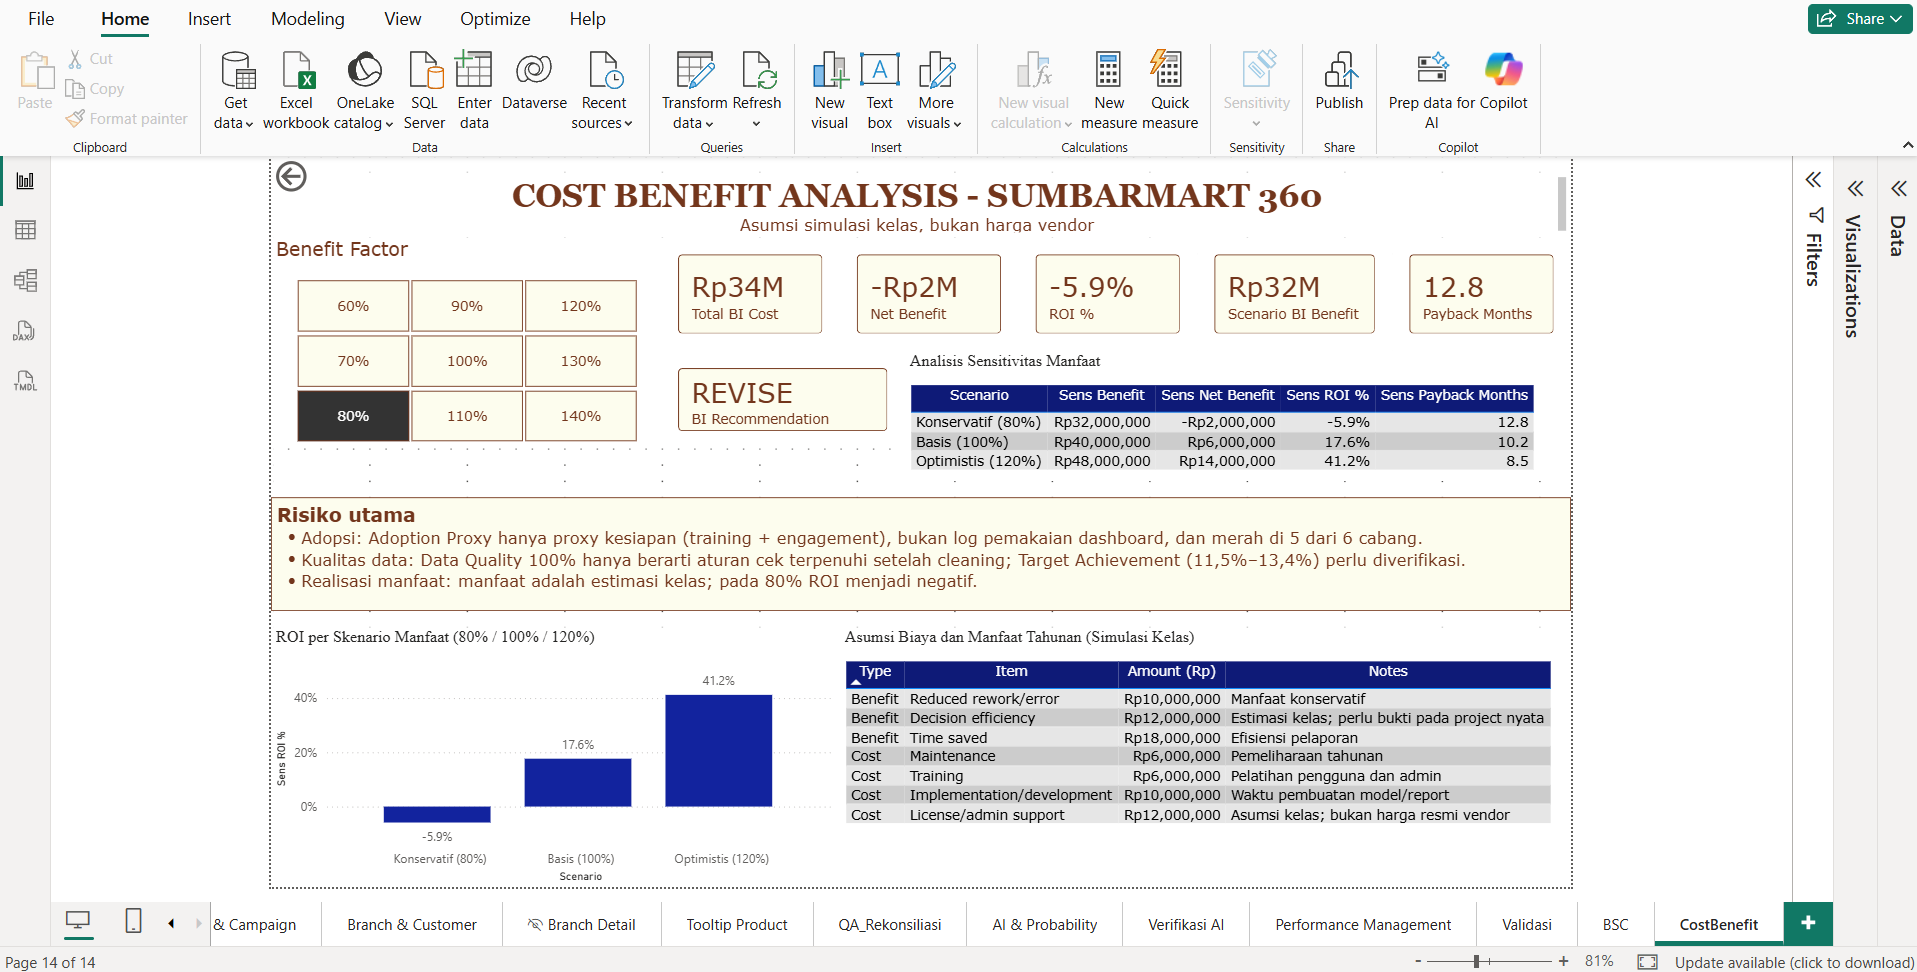 File Home Insert Modeling View Optimize Help
Share
Paste
Cut
Copy
Format painter
Clipboard
Get data
Excel workbook
OneLake catalog
SQL Server
Enter data
Dataverse
Recent sources
Data
Transform data
Refresh
Queries
New visual
Text box
More visuals
Insert
New visual calculation
New measure
Quick measure
Calculations
Sensitivity
Sensitivity
Publish
Share
Prep data for AI
Copilot
Copilot
DAX
TMDL
COST BENEFIT ANALYSIS - SUMBARMART 360
Asumsi simulasi kelas, bukan harga vendor
Benefit Factor
60% 90% 120%
70% 100% 130%
80% 110% 140%
Rp34M
Total BI Cost
-Rp2M
Net Benefit
-5.9%
ROI %
Rp32M
Scenario BI Benefit
12.8
Payback Months
REVISE
BI Recommendation
Analisis Sensitivitas Manfaat
Scenario Sens Benefit Sens Net Benefit Sens ROI % Sens Payback Months
Konservatif (80%) Rp32,000,000 -Rp2,000,000 -5.9% 12.8
Basis (100%) Rp40,000,000 Rp6,000,000 17.6% 10.2
Optimistis (120%) Rp48,000,000 Rp14,000,000 41.2% 8.5
Risiko utama
• Adopsi: Adoption Proxy hanya proxy kesiapan (training + engagement), bukan log pemakaian dashboard, dan merah di 5 dari 6 cabang.
• Kualitas data: Data Quality 100% hanya berarti aturan cek terpenuhi setelah cleaning; Target Achievement (11,5%–13,4%) perlu diverifikasi.
• Realisasi manfaat: manfaat adalah estimasi kelas; pada 80% ROI menjadi negatif.
ROI per Skenario Manfaat (80% / 100% / 120%)
Sens ROI %
40%
20%
0%
-5.9%
17.6%
41.2%
Konservatif (80%) Basis (100%) Optimistis (120%)
Scenario
Asumsi Biaya dan Manfaat Tahunan (Simulasi Kelas)
Type Item Amount (Rp) Notes
Benefit Reduced rework/error Rp10,000,000 Manfaat konservatif
Benefit Decision efficiency Rp12,000,000 Estimasi kelas; perlu bukti pada project nyata
Benefit Time saved Rp18,000,000 Efisiensi pelaporan
Cost Maintenance Rp6,000,000 Pemeliharaan tahunan
Cost Training Rp6,000,000 Pelatihan pengguna dan admin
Cost Implementation/development Rp10,000,000 Waktu pembuatan model/report
Cost License/admin support Rp12,000,000 Asumsi kelas; bukan harga resmi vendor
Filters
Visualizations
Data
& Campaign Branch & Customer Branch Detail Tooltip Product QA_Rekonsiliasi AI & Probability Verifikasi AI Performance Management Validasi BSC CostBenefit +
Page 14 of 14
- + 81%
Update available (click to download)